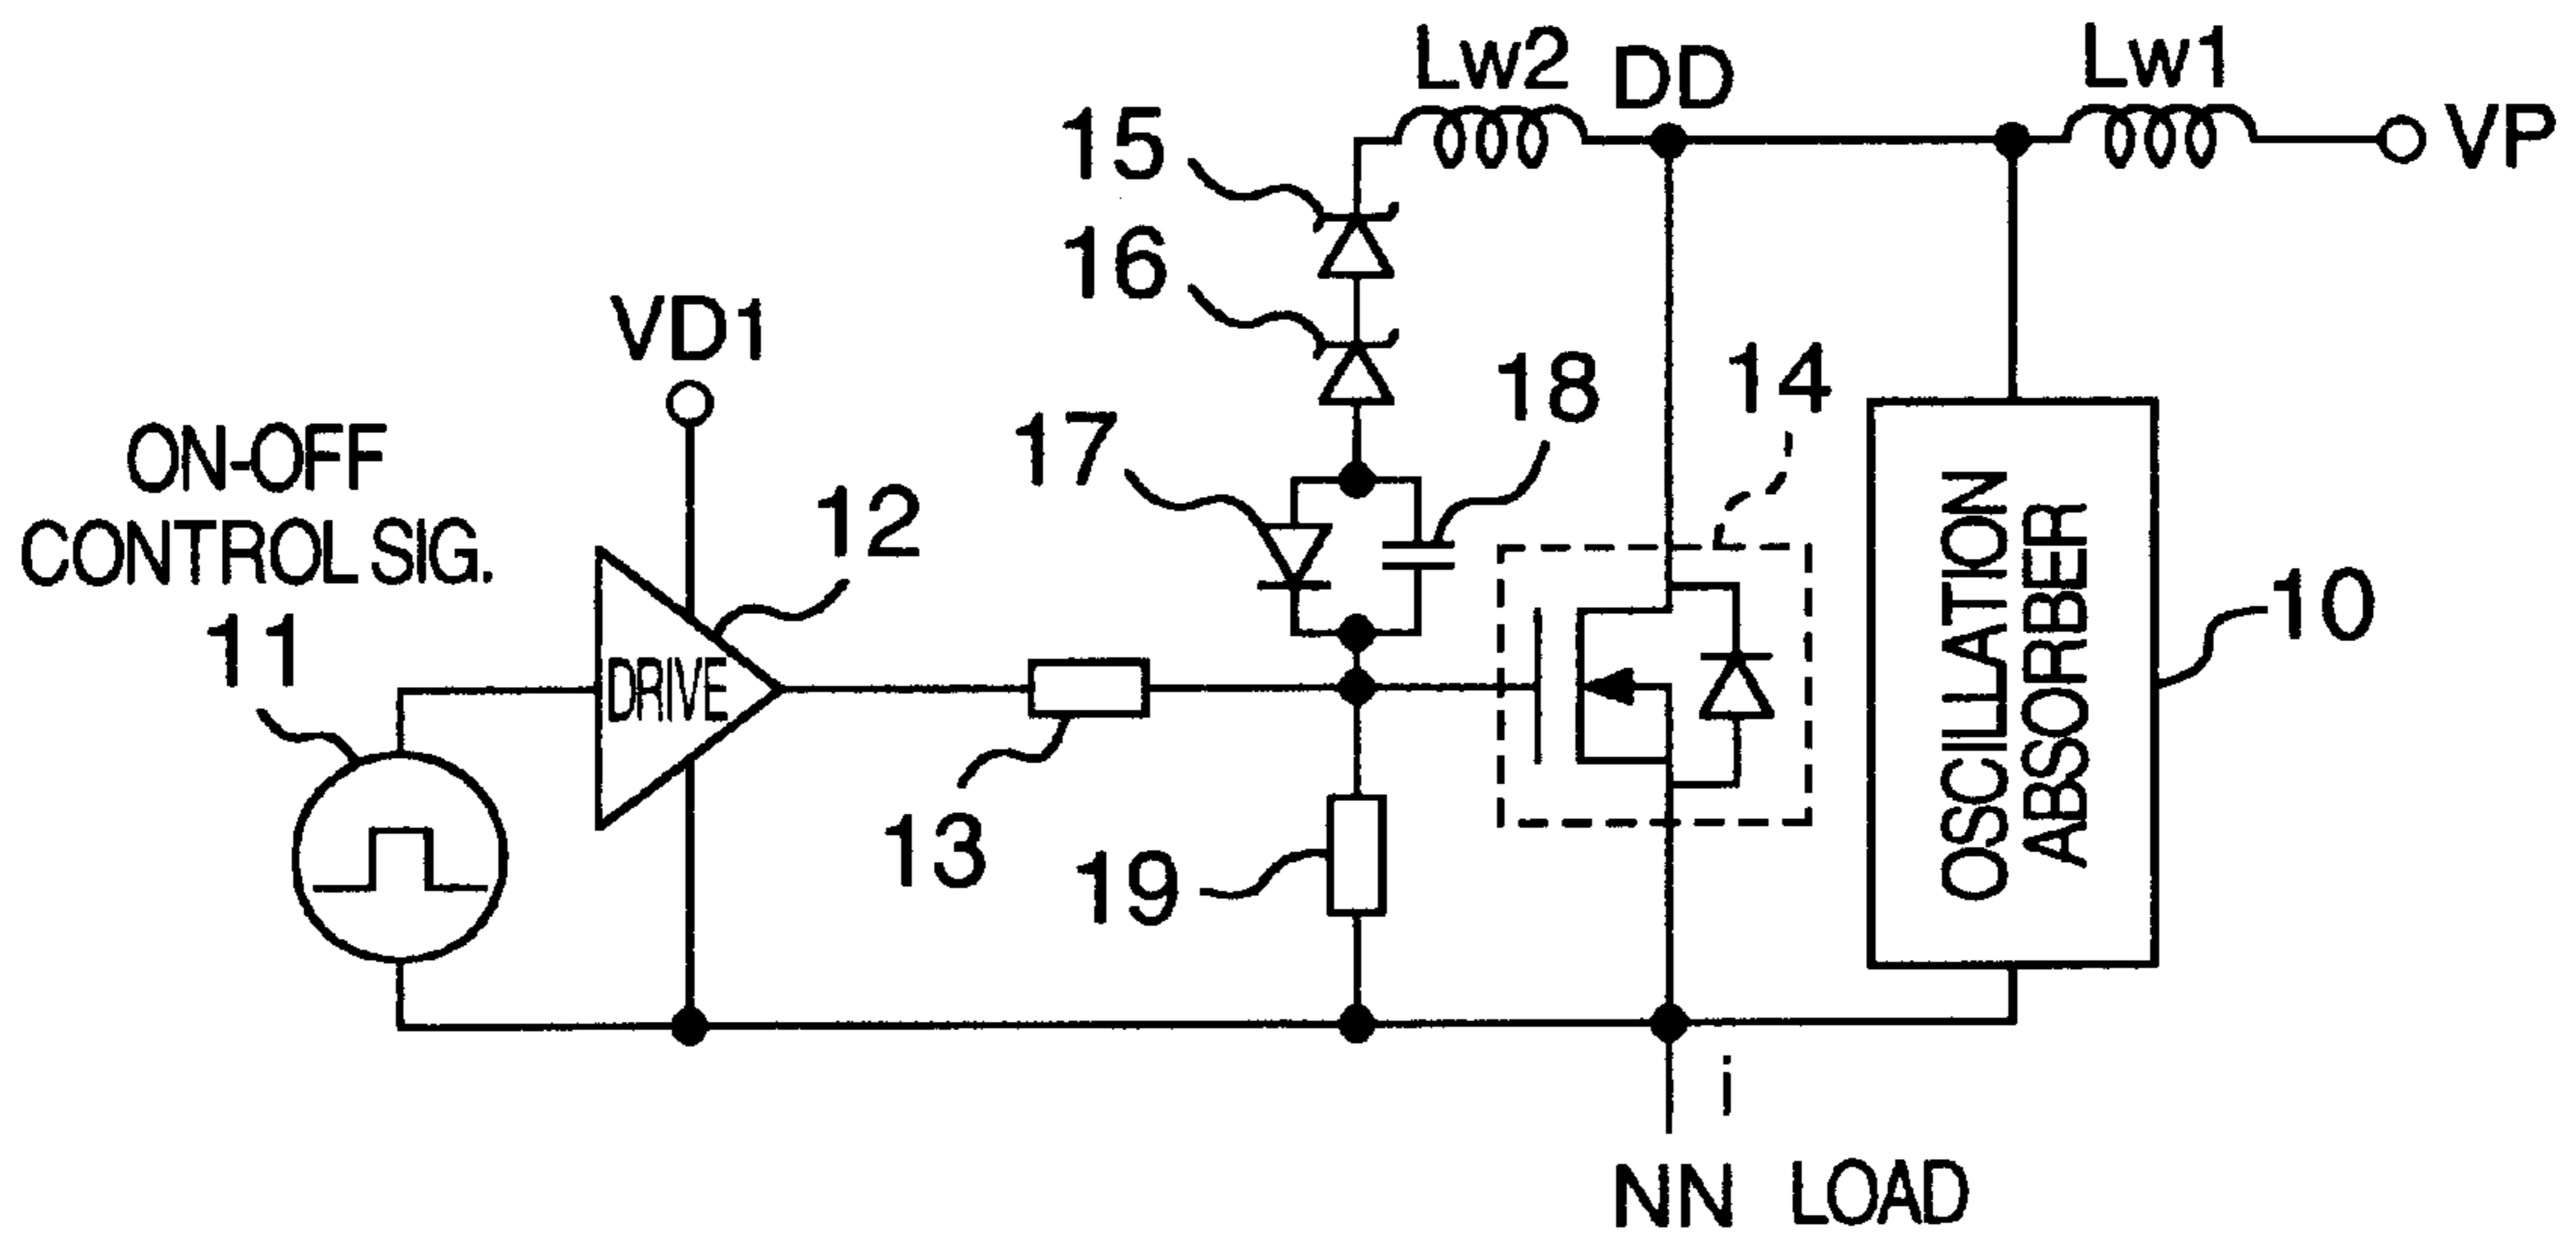 Lw2
DD
Lw1
VP
15
16
VD1
18
14
17
ON-OFF
CONTROL SIG.
12
11
DRIVE
OSCILLATION
ABSORBER
10
13
19
i
NN LOAD